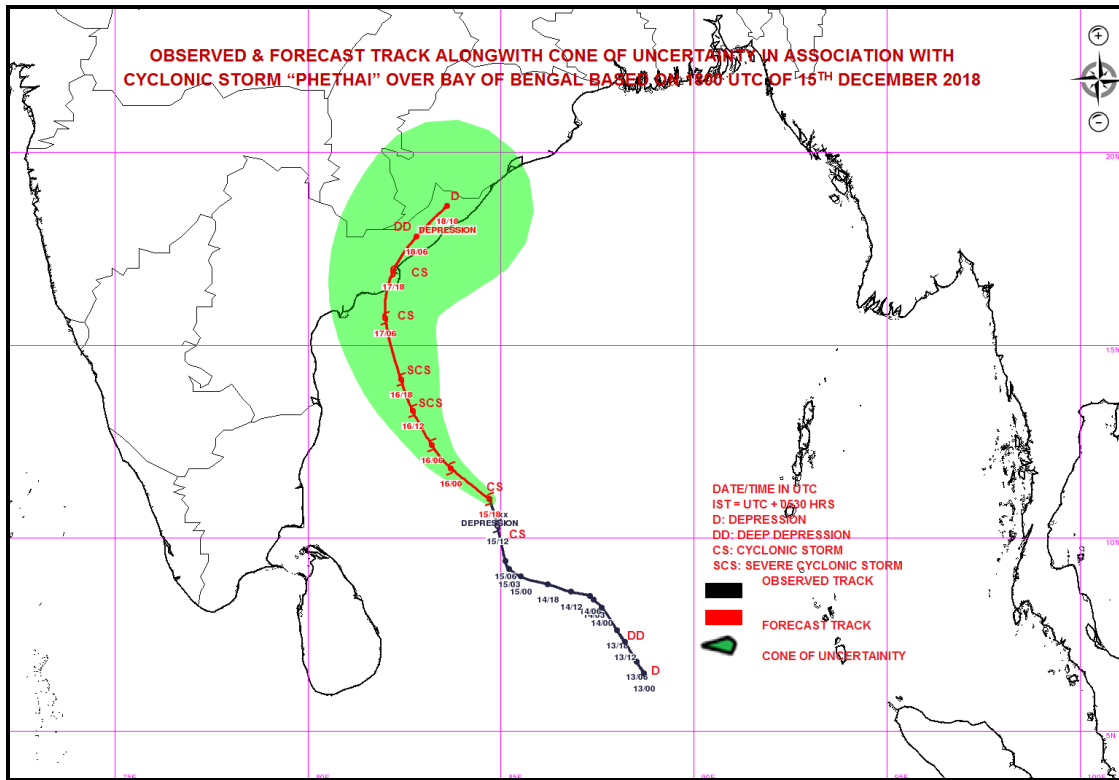 OBSERVED & FORECAST TRACK ALONGWITH CONE OF UNCERTAINTY IN ASSOCIATION WITH
CYCLONIC STORM “PHETHAI” OVER BAY OF BENGAL BASED ON 1800 UTC OF 15TH DECEMBER 2018
20N
D
18/18
DEPRESSION
DD
18/06
CS
17/18
CS
17/06
15N
SCS
16/18
SCS
16/12
16/06
16/00
CS
15/18
DEPRESSION
CS
15/12
10N
15/06
15/03
15/00
14/18
14/12
14/06
14/03
14/00
DD
13/18
13/12
D
13/06
13/00
DATE/TIME IN UTC
IST = UTC + 0530 HRS
D: DEPRESSION
DD: DEEP DEPRESSION
CS: CYCLONIC STORM
SCS: SEVERE CYCLONIC STORM
OBSERVED TRACK
FORECAST TRACK
CONE OF UNCERTAINITY
5N
75E
80E
85E
90E
95E
100E